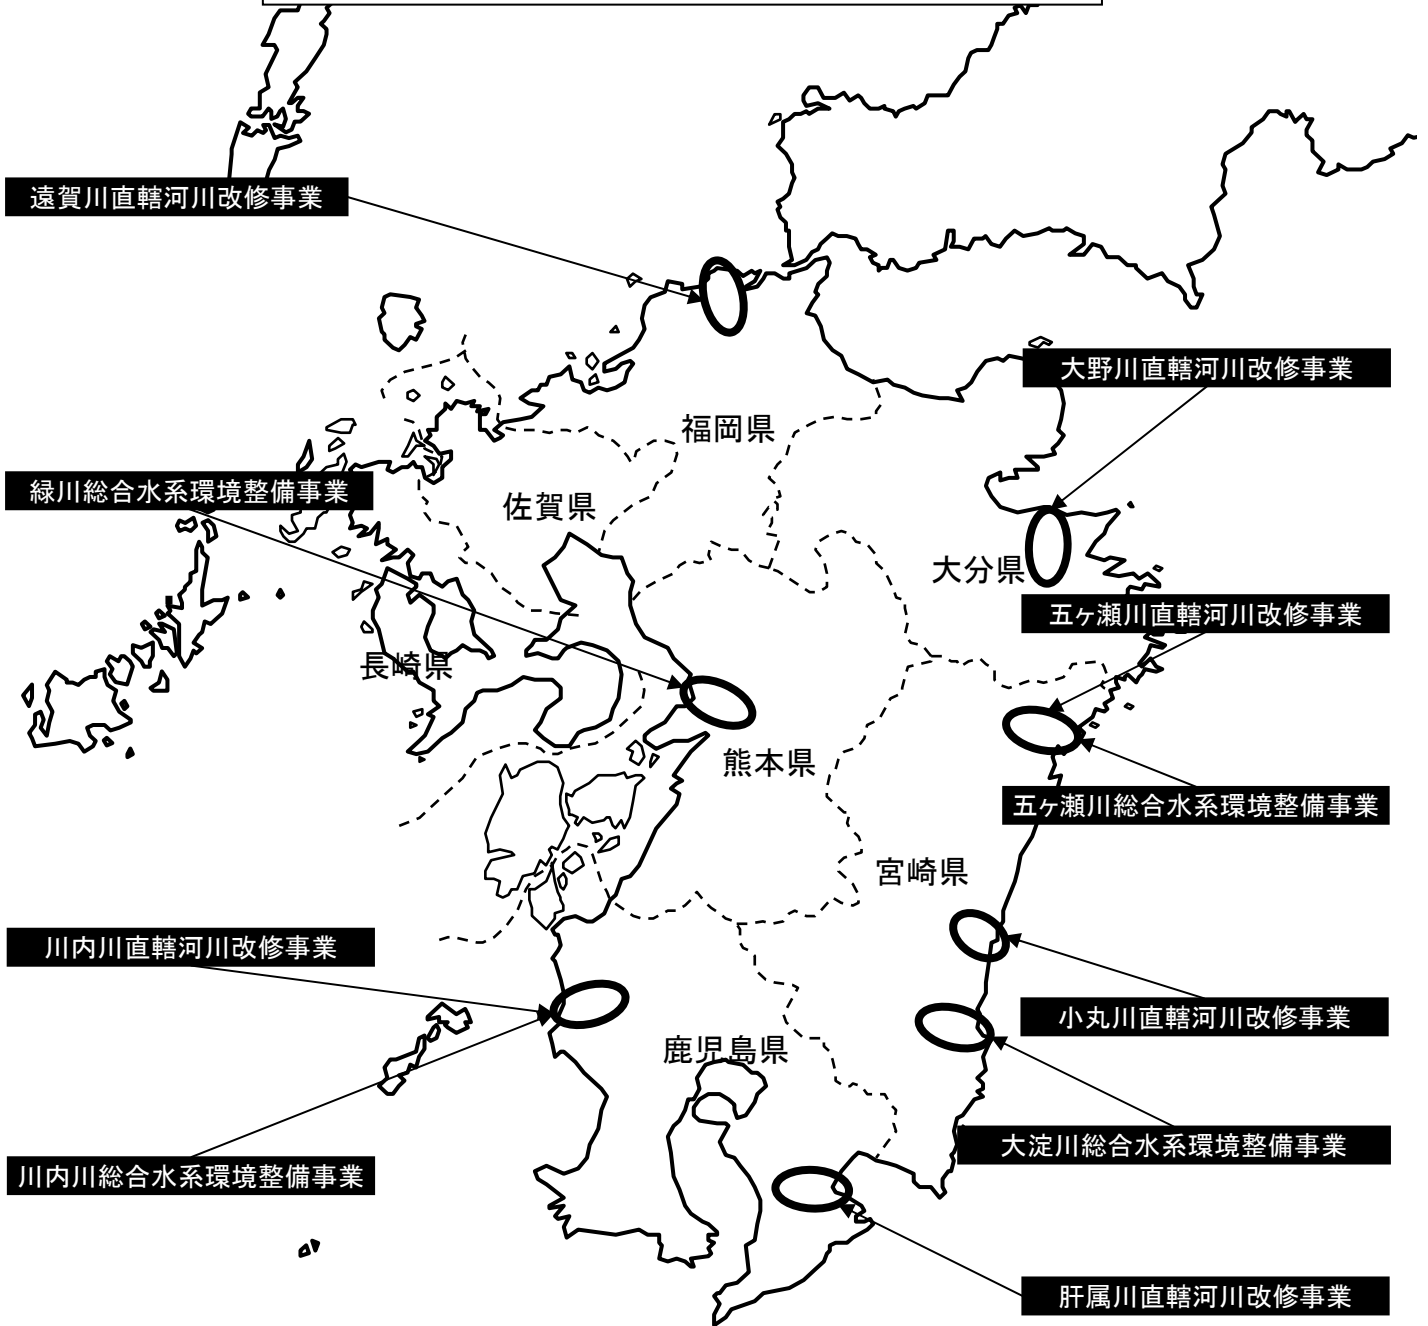 遠賀川直轄河川改修事業
大野川直轄河川改修事業
福岡県
緑川総合水系環境整備事業
佐賀県
大分県
五ヶ瀬川直轄河川改修事業
長崎県
熊本県
五ヶ瀬川総合水系環境整備事業
宮崎県
川内川直轄河川改修事業
小丸川直轄河川改修事業
鹿児島県
大淀川総合水系環境整備事業
川内川総合水系環境整備事業
肝属川直轄河川改修事業